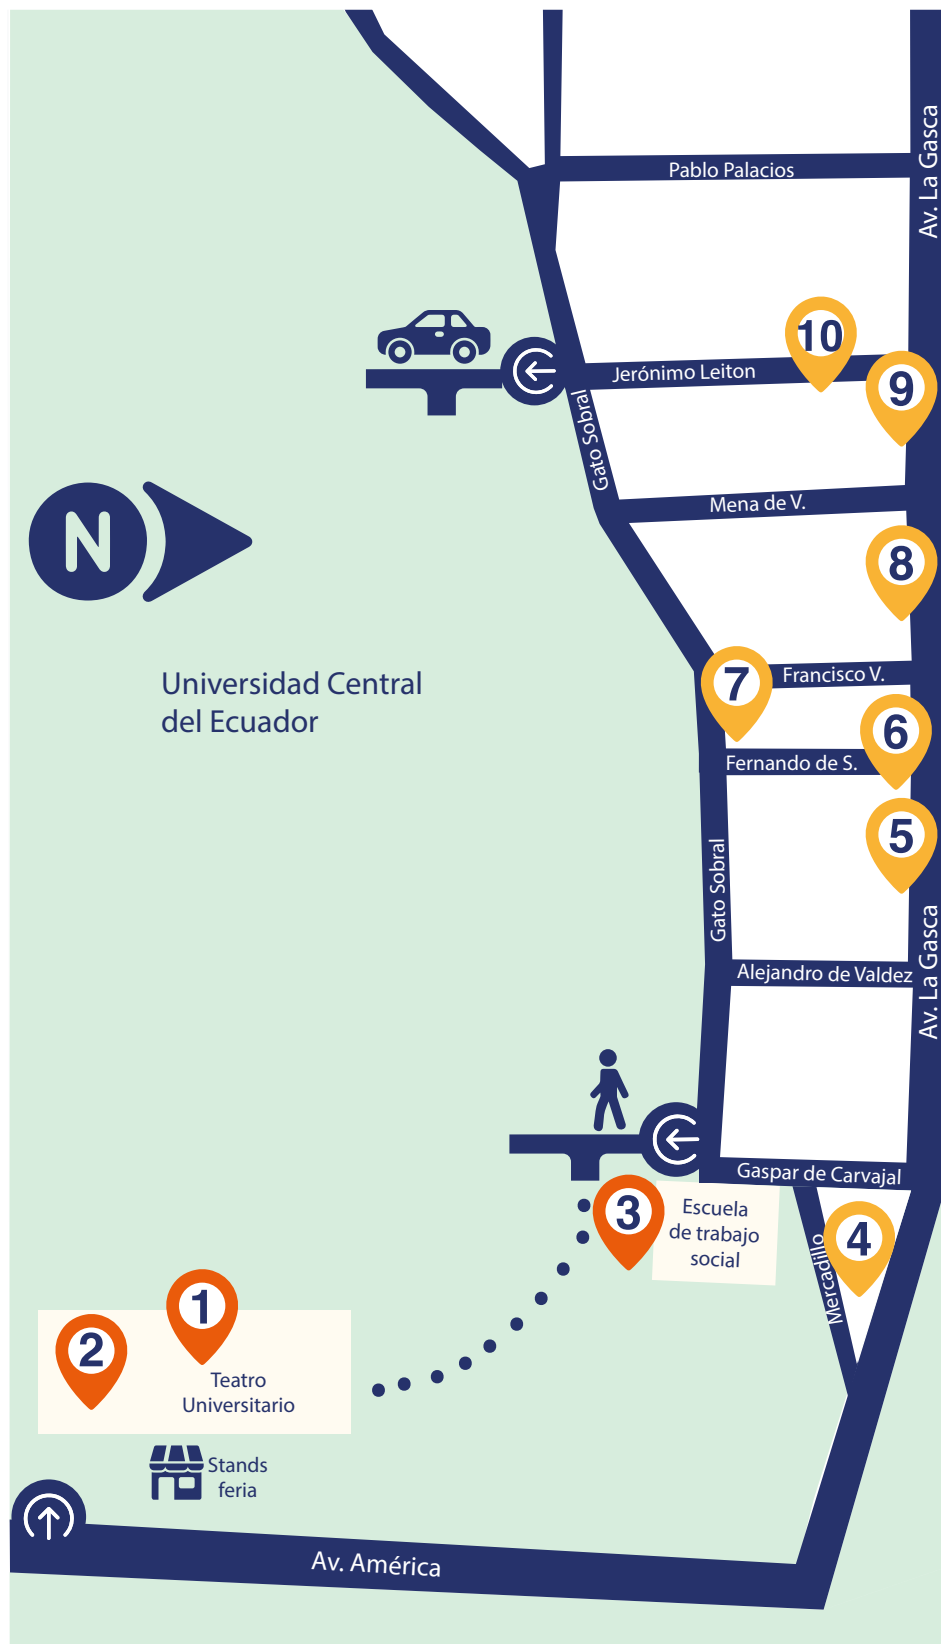 Av. La Gasca
Pablo Palacios
10
Jerónimo Leiton
9
Gato Sobral
Mena de V.
N
8
Universidad Central
del Ecuador
7
Francisco V.
6
Fernando de S.
5
Gato Sobral
Av. La Gasca
Alejandro de Valdez
Gaspar de Carvajal
3
Escuela
de trabajo
social
4
Mercadillo
1
2
Teatro
Universitario
Stands
feria
Av. América